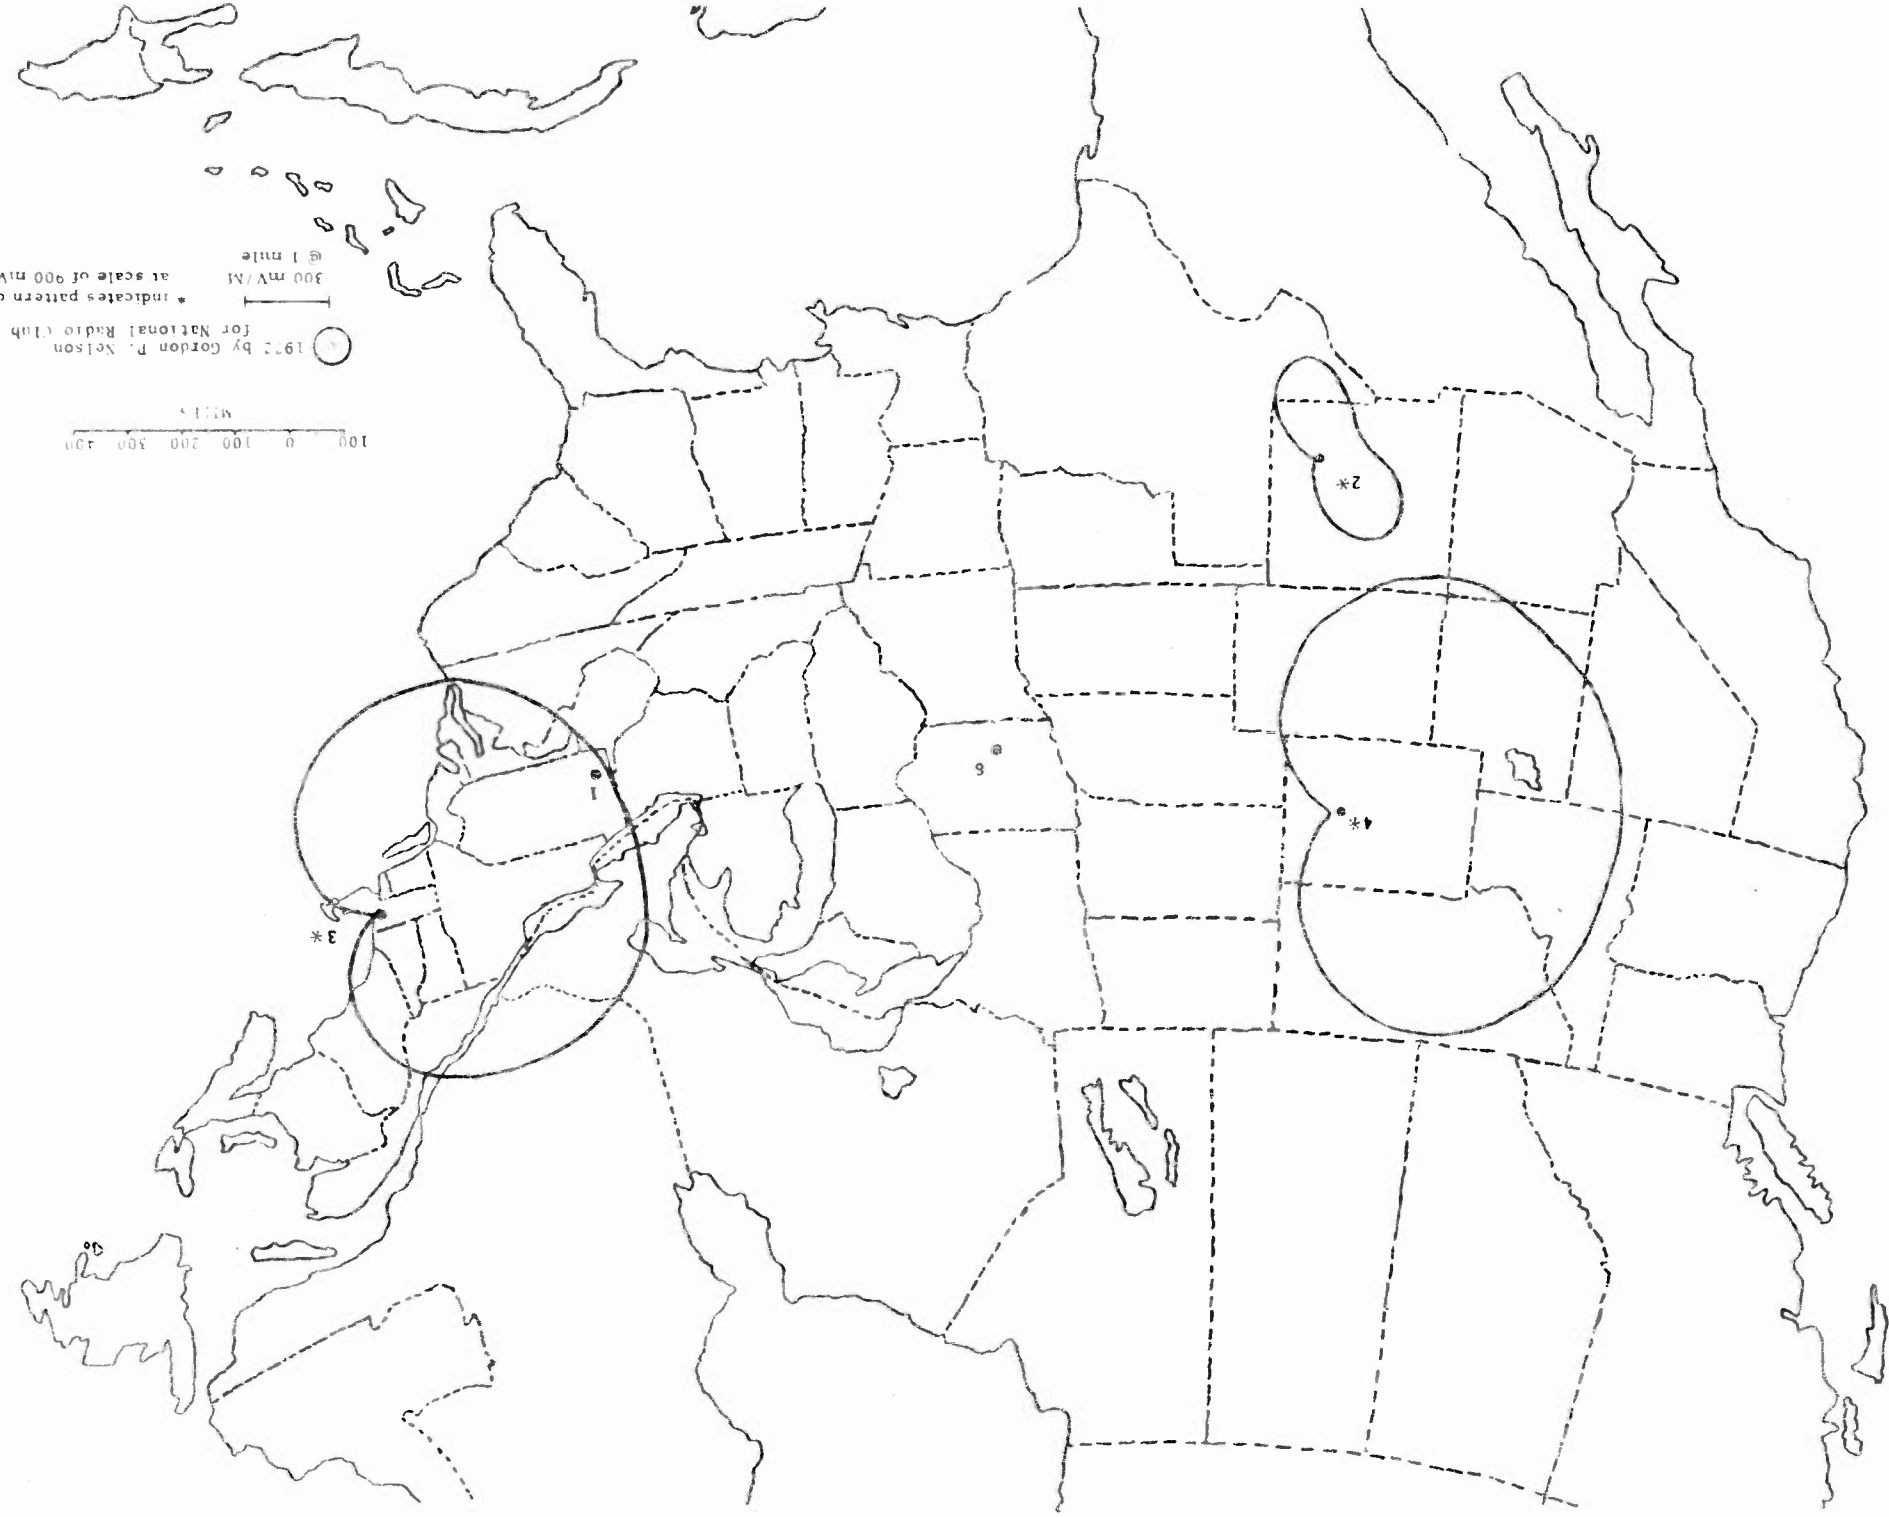 3*
4*
1
2*
100 0 100 200 300 400
MILES
by Gordon P. Nelson
for National Radio Club
300 mV/M
@ 1 mile
* indicates pattern
at scale of 900